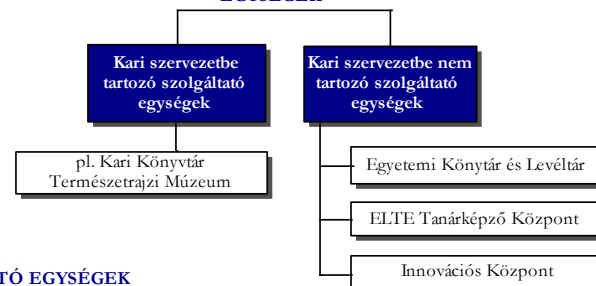 Kari szervezetbe
tartozó szolgáltató
egységek
Kari szervezetbe nem
tartozó szolgáltató
egységek
pl. Kari Könyvtár
Természetrajzi Múzeum
Egyetemi Könytár és Levéltár
ELTE Tanárképző Központ
Innovációs Központ
EGYSÉGEK